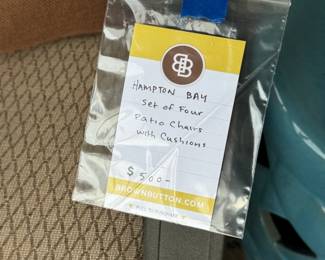 BB
HAMPTON BAY
Set of Four
Patio Chairs
with Cushions
$500-
BROWNBUTTON.COM